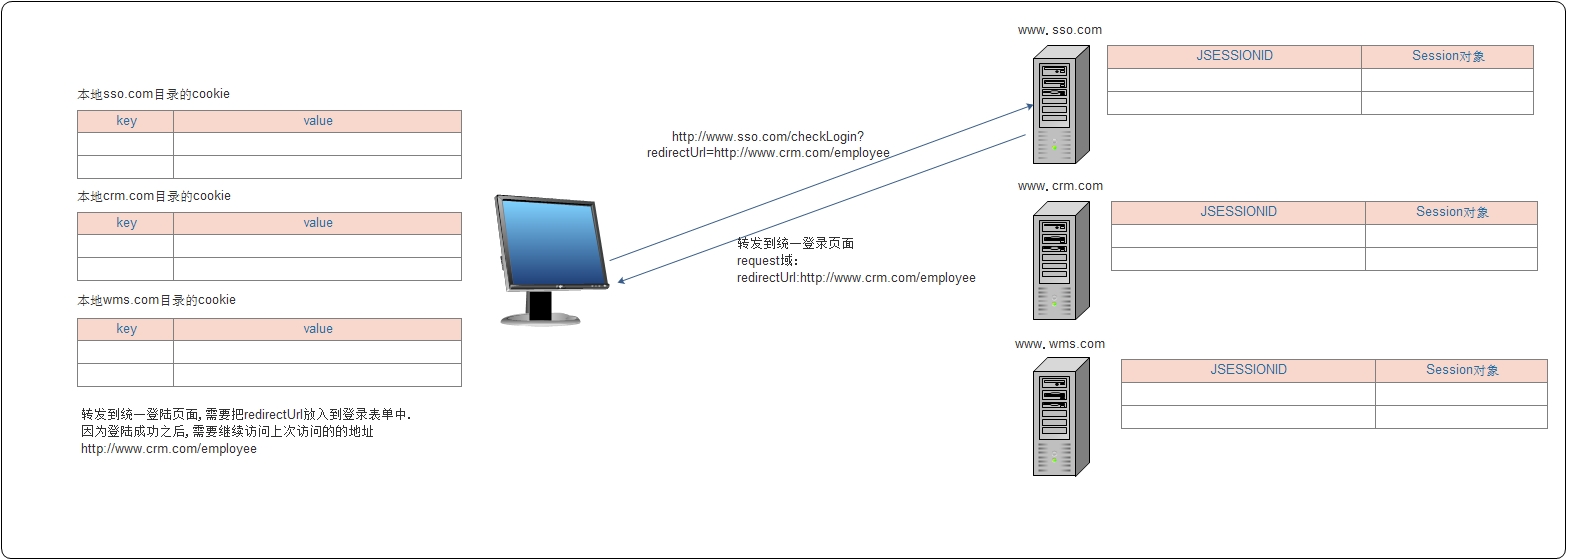 www.sso.com
JSESSIONID Session对象
本地sso.com目录的cookie
key value
http://www.sso.com/checkLogin?
redirectUrl=http://www.crm.com/employee
www.crm.com
JSESSIONID Session对象
本地crm.com目录的cookie
key value
转发到统一登录页面
request域:
redirectUrl:http://www.crm.com/employee
本地wms.com目录的cookie
key value
www.wms.com
JSESSIONID Session对象
转发到统一登陆页面,需要把redirectUrl放入到登录表单中.
因为登陆成功之后,需要继续访问上次访问的的地址
http://www.crm.com/employee